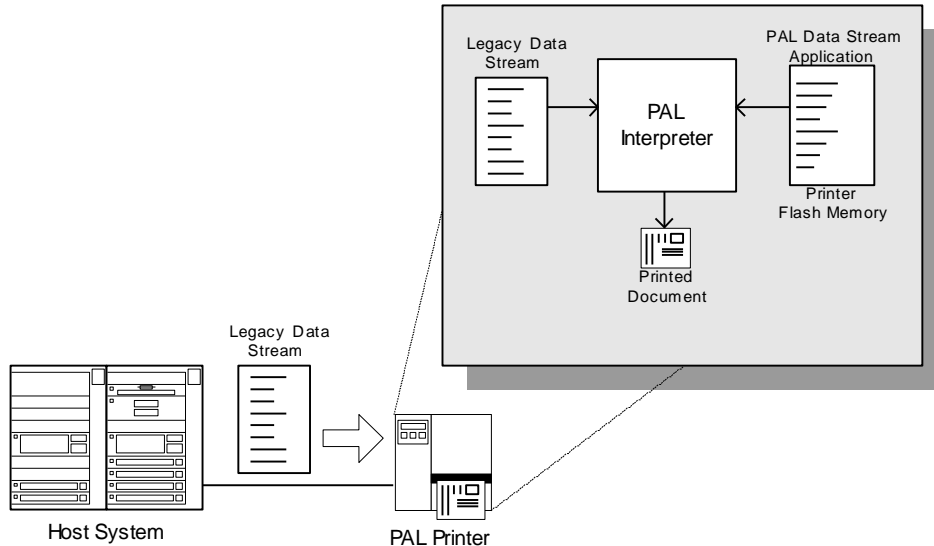 Legacy Data
Stream
PAL Data Stream
Application
PAL
Interpreter
Printer
Flash Memory
Printed
Document
Legacy Data
Stream
Host System
PAL Printer